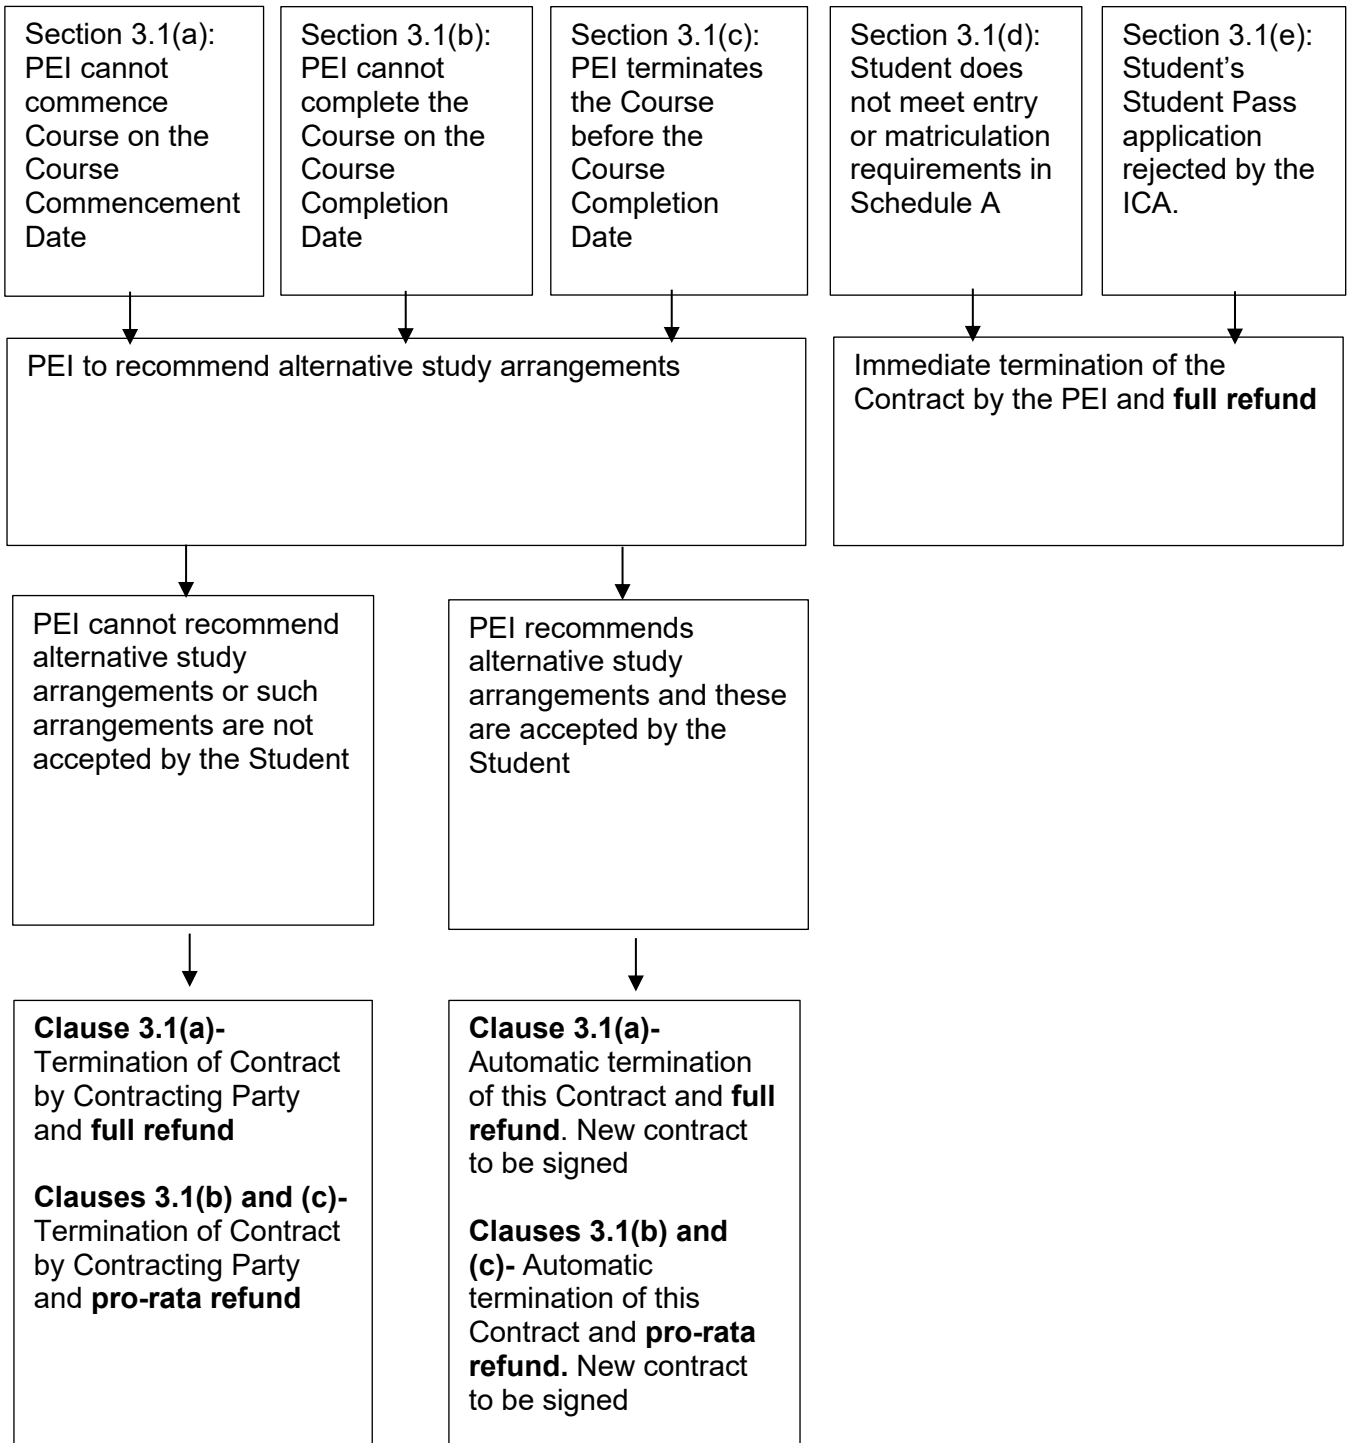 Section 3.1(a):
PEI cannot
commence
Course on the
Course
Commencement
Date
Section 3.1(b):
PEI cannot
complete the
Course on the
Course
Completion
Date
Section 3.1(c):
PEI terminates
the Course
before the
Course
Completion
Date
Section 3.1(d):
Student does
not meet entry
or matriculation
requirements in
Schedule A
Section 3.1(e):
Student’s
Student Pass
application
rejected by the
ICA.
PEI to recommend alternative study arrangements
Immediate termination of the
Contract by the PEI and full refund
PEI cannot recommend
alternative study
arrangements or such
arrangements are not
accepted by the Student
PEI recommends
alternative study
arrangements and these
are accepted by the
Student
Clause 3.1(a)-
Termination of Contract
by Contracting Party
and full refund
Clauses 3.1(b) and (c)-
Termination of Contract
by Contracting Party
and pro-rata refund
Clause 3.1(a)-
Automatic termination
of this Contract and full
refund. New contract
to be signed
Clauses 3.1(b) and
(c)- Automatic
termination of this
Contract and pro-rata
refund. New contract
to be signed